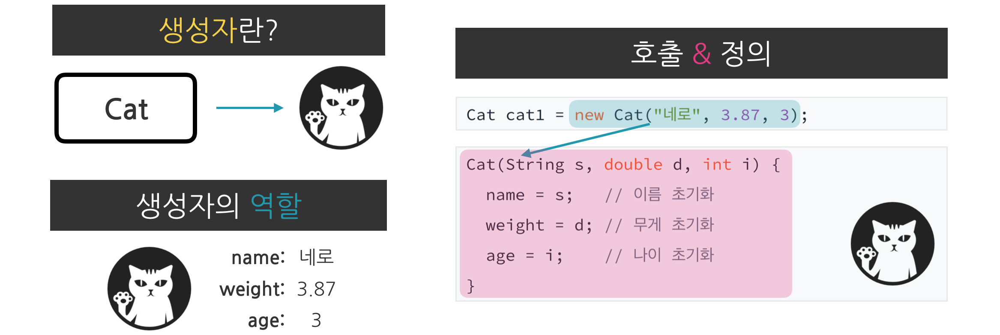 생성자란?
Cat
생성자의 역할
name: 네로
weight: 3.87
age: 3
호출 & 정의
Cat cat1 = new Cat("네로", 3.87, 3);
Cat(String s, double d, int i) {
  name = s;   // 이름 초기화
  weight = d; // 무게 초기화
  age = i;    // 나이 초기화
}